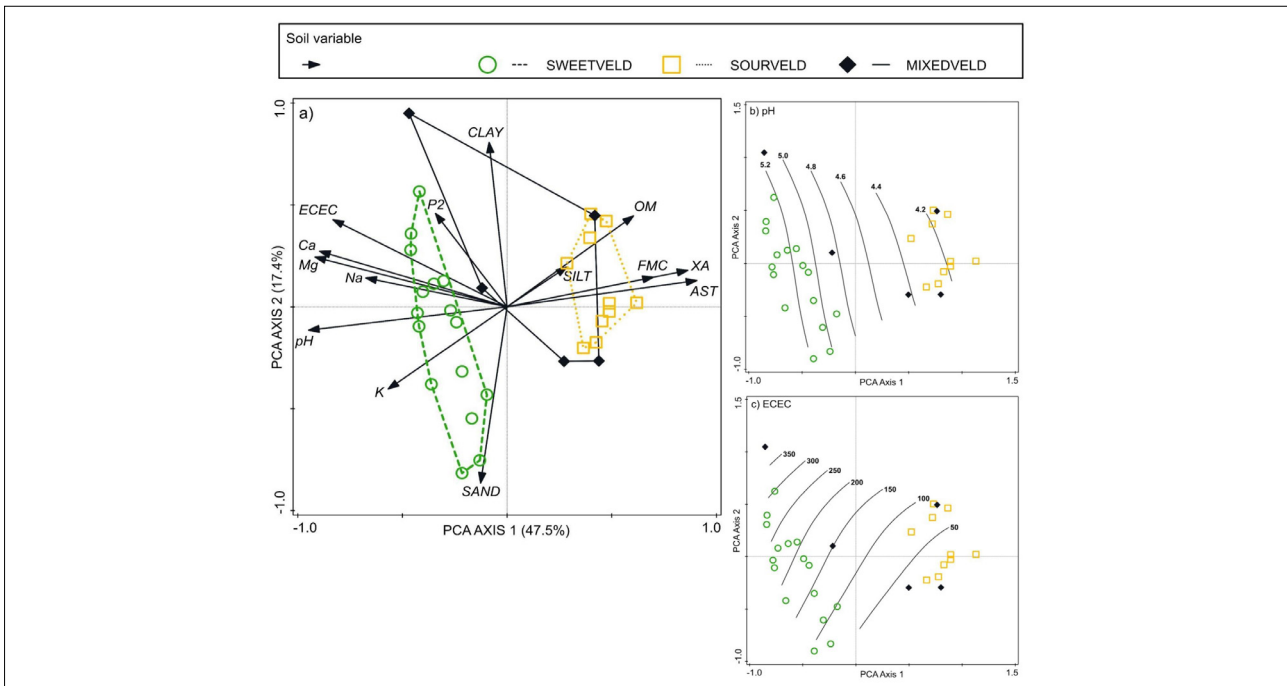 Soil variable
SWEETVELD SOURVELD MIXEDVELD
a)
1.0
CLAY
ECEC
P2
OM
Ca
Mg
Na
SILT
FMC
XA
AST
pH
K
SAND
PCA AXIS 2 (17.4%)
-1.0
-1.0
PCA AXIS 1 (47.5%)
1.0
b) pH
1.5
5.2
5.0
4.8
4.6
4.4
4.2
PCA Axis 2
-1.0
-1.0
PCA Axis 1
1.5
c) ECEC
1.5
350
300
250
200
150
100
50
PCA Axis 2
-1.0
-1.0
PCA Axis 1
1.5